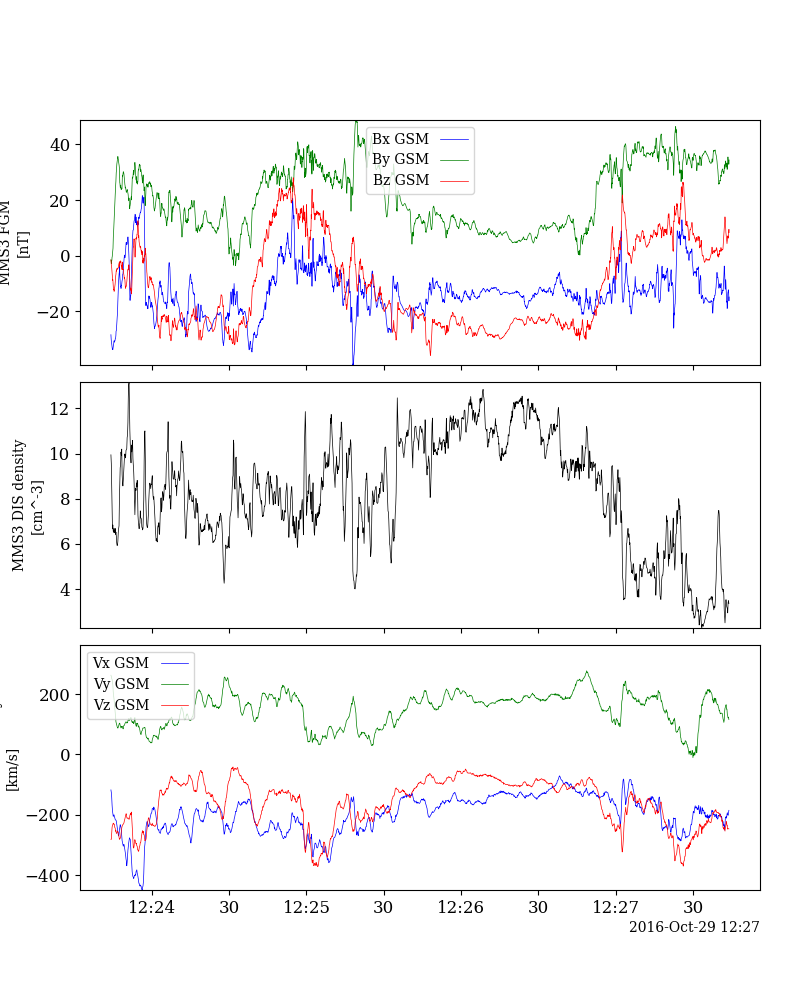 40
20
0
−20
MMS3 FGM
[nT]
Bx GSM
By GSM
Bz GSM
12
10
8
6
4
MMS3 DIS density
[cm^-3]
200
0
−200
−400
[km/s]
Vx GSM
Vy GSM
Vz GSM
12:24 30 12:25 30 12:26 30 12:27 30
2016-Oct-29 12:27